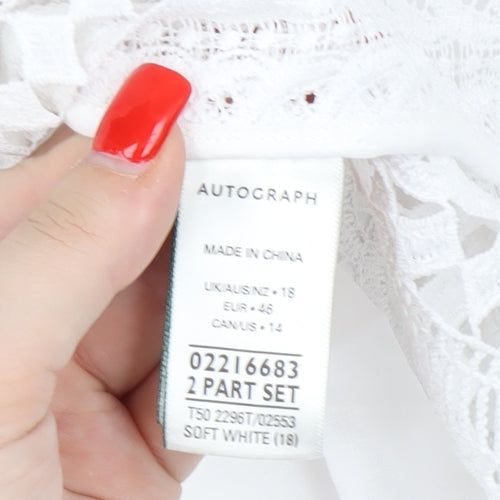 AUTOGRAPH
MADE IN CHINA
UK/AUS/NZ • 18
EUR • 46
CAN/US • 14
02216683
2 PART SET
T50 2296T/02553
SOFT WHITE (18)